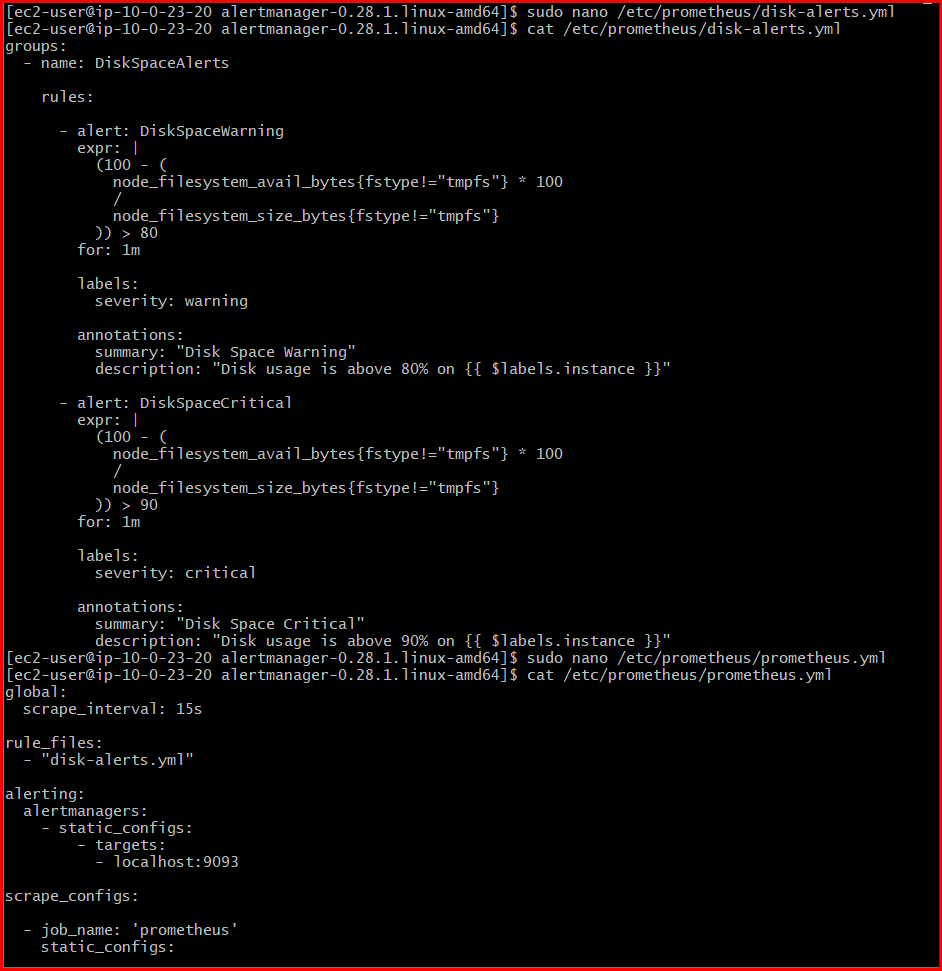 [ec2-user@ip-10-0-23-20 alertmanager-0.28.1.linux-amd64]$ sudo nano /etc/prometheus/disk-alerts.yml
[ec2-user@ip-10-0-23-20 alertmanager-0.28.1.linux-amd64]$ cat /etc/prometheus/disk-alerts.yml
groups:
  - name: DiskSpaceAlerts

    rules:

      - alert: DiskSpaceWarning
        expr: |
          (100 - (
            node_filesystem_avail_bytes{fstype!="tmpfs"} * 100
            /
            node_filesystem_size_bytes{fstype!="tmpfs"}
          )) > 80
        for: 1m

        labels:
          severity: warning

        annotations:
          summary: "Disk Space Warning"
          description: "Disk usage is above 80% on {{ $labels.instance }}"

      - alert: DiskSpaceCritical
        expr: |
          (100 - (
            node_filesystem_avail_bytes{fstype!="tmpfs"} * 100
            /
            node_filesystem_size_bytes{fstype!="tmpfs"}
          )) > 90
        for: 1m

        labels:
          severity: critical

        annotations:
          summary: "Disk Space Critical"
          description: "Disk usage is above 90% on {{ $labels.instance }}"
[ec2-user@ip-10-0-23-20 alertmanager-0.28.1.linux-amd64]$ sudo nano /etc/prometheus/prometheus.yml
[ec2-user@ip-10-0-23-20 alertmanager-0.28.1.linux-amd64]$ cat /etc/prometheus/prometheus.yml
global:
  scrape_interval: 15s

rule_files:
  - "disk-alerts.yml"

alerting:
  alertmanagers:
    - static_configs:
        - targets:
          - localhost:9093

scrape_configs:

  - job_name: 'prometheus'
    static_configs: